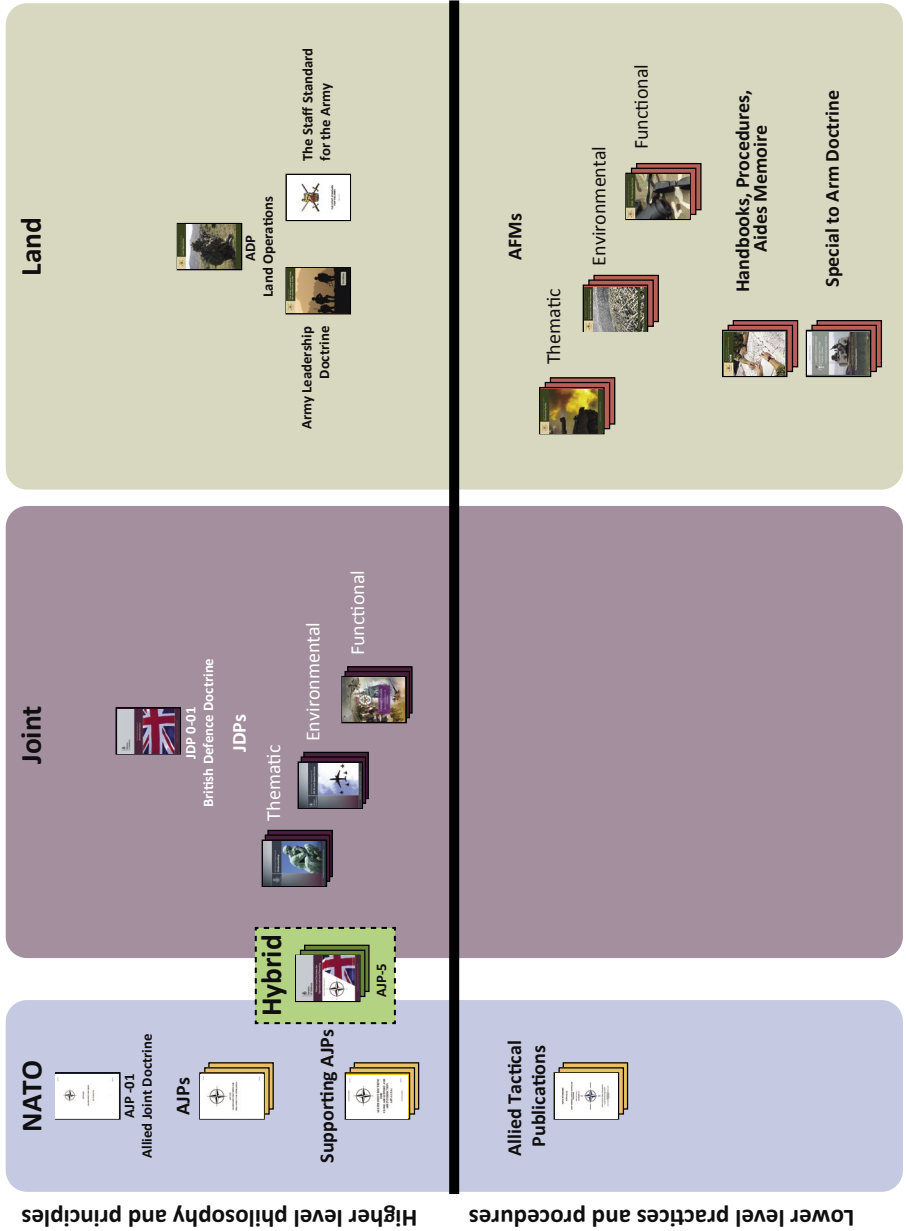 NATO
AJP -01
Allied Joint Doctrine
AJPs
Supporting AJPs
Hybrid
AJP-5
Joint
JDP 0-01
British Defence Doctrine
JDPs
Thematic
Environmental
Functional
Land
ADP
Land Operations
Army Leadership
Doctrine
The Staff Standard
for the Army
Higher level philosophy and principles
Allied Tactical
Publications
AFMs
Thematic
Environmental
Functional
Handbooks, Procedures,
Aides Memoire
Special to Arm Doctrine
Lower level practices and procedures